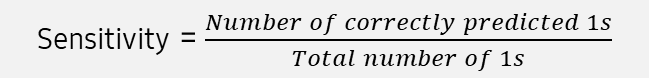 Sensitivity = Number of correctly predicted 1s
Total number of 1s